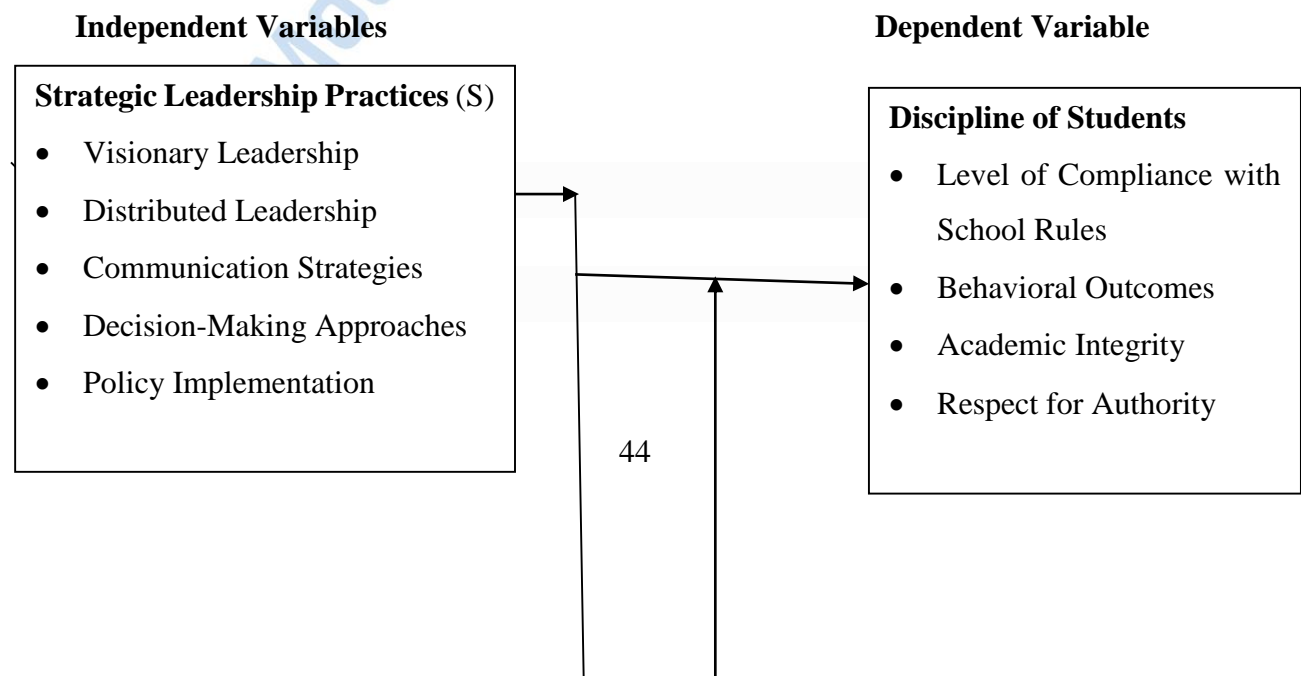 Independent Variables
Dependent Variable
Strategic Leadership Practices (S)
• Visionary Leadership
• Distributed Leadership
• Communication Strategies
• Decision-Making Approaches
• Policy Implementation
Discipline of Students
• Level of Compliance with
School Rules
• Behavioral Outcomes
• Academic Integrity
• Respect for Authority
44